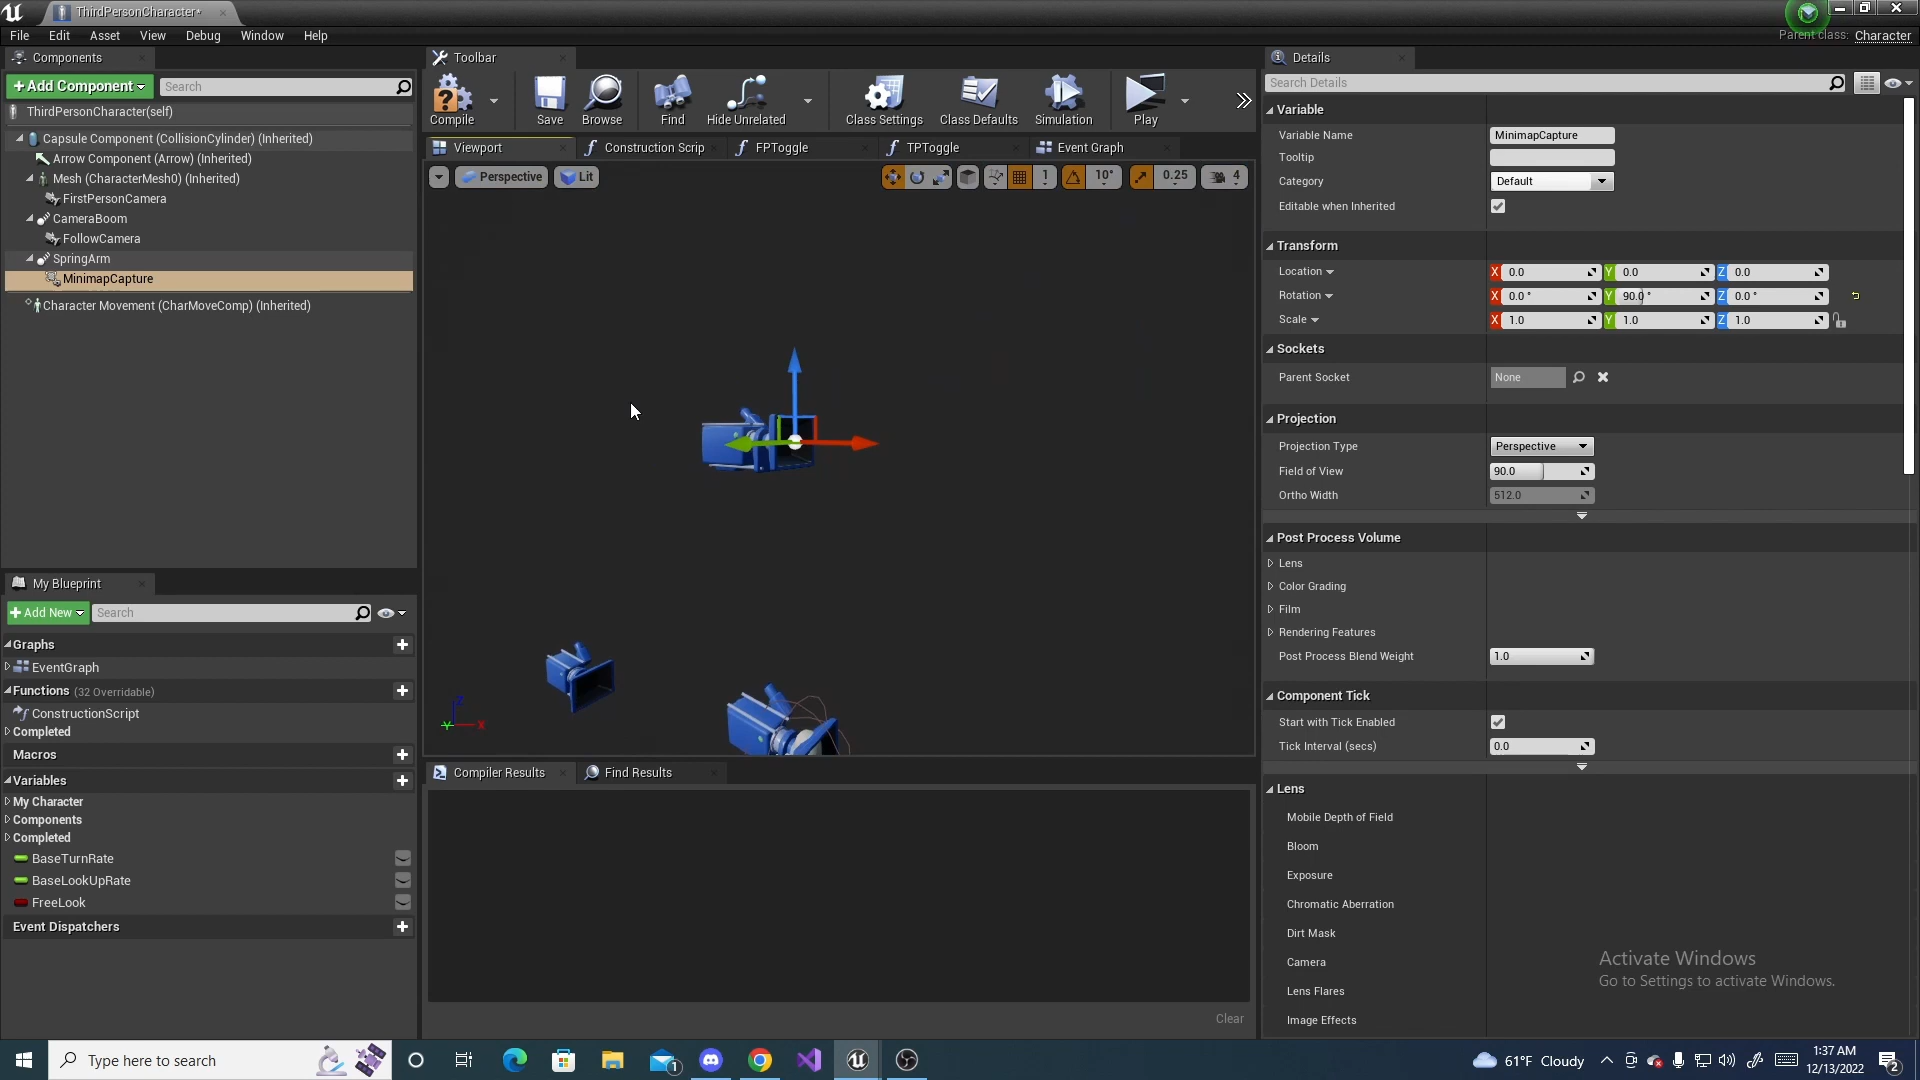 ThirdPersonCharacter*
File Edit Asset View Debug Window Help
Parent class: Character
Components
+ Add Component
Search
ThirdPersonCharacter(self)
Capsule Component (CollisionCylinder) (Inherited)
Arrow Component (Arrow) (Inherited)
Mesh (CharacterMesh0) (Inherited)
FirstPersonCamera
CameraBoom
FollowCamera
SpringArm
MinimapCapture
Character Movement (CharMoveComp) (Inherited)
My Blueprint
+ Add New
Search
Graphs
EventGraph
Functions (32 Overridable)
ConstructionScript
Completed
Macros
Variables
My Character
Components
Completed
BaseTurnRate
BaseLookUpRate
FreeLook
Event Dispatchers
Toolbar
Compile Save Browse Find Hide Unrelated Class Settings Class Defaults Simulation Play
Viewport Construction Scrip FPToggle TPToggle Event Graph
Perspective Lit 1 10° 0.25 4
Z
Y X
Compiler Results Find Results
Clear
Details
Search Details
Variable
Variable Name MinimapCapture
Tooltip
Category Default
Editable when Inherited
Transform
Location X 0.0 Y 0.0 Z 0.0
Rotation X 0.0 ° Y 90.0 ° Z 0.0 °
Scale X 1.0 Y 1.0 Z 1.0
Sockets
Parent Socket None
Projection
Projection Type Perspective
Field of View 90.0
Ortho Width 512.0
Post Process Volume
Lens
Color Grading
Film
Rendering Features
Post Process Blend Weight 1.0
Component Tick
Start with Tick Enabled
Tick Interval (secs) 0.0
Lens
Mobile Depth of Field
Bloom
Exposure
Chromatic Aberration
Dirt Mask
Camera
Lens Flares
Image Effects
Activate Windows
Go to Settings to activate Windows.
Type here to search
1
61°F Cloudy
1:37 AM
12/13/2022
2